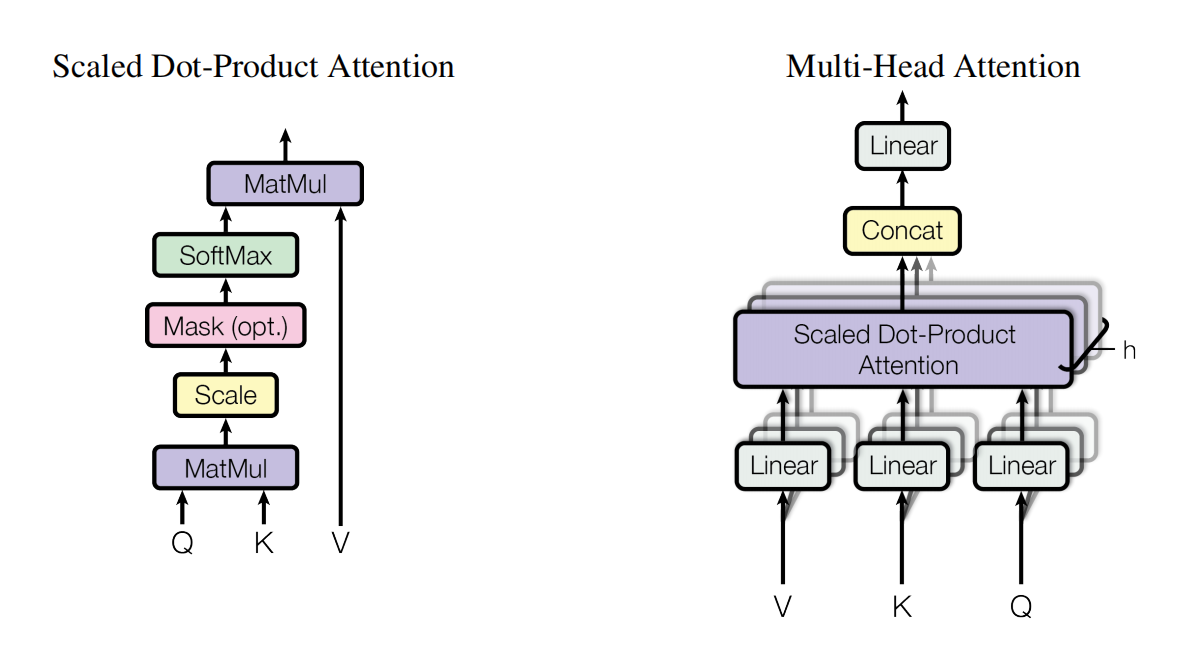 Scaled Dot-Product Attention
MatMul
SoftMax
Mask (opt.)
Scale
MatMul
Q K V
Multi-Head Attention
Linear
Concat
Scaled Dot-Product
Attention
h
Linear Linear Linear
V K Q